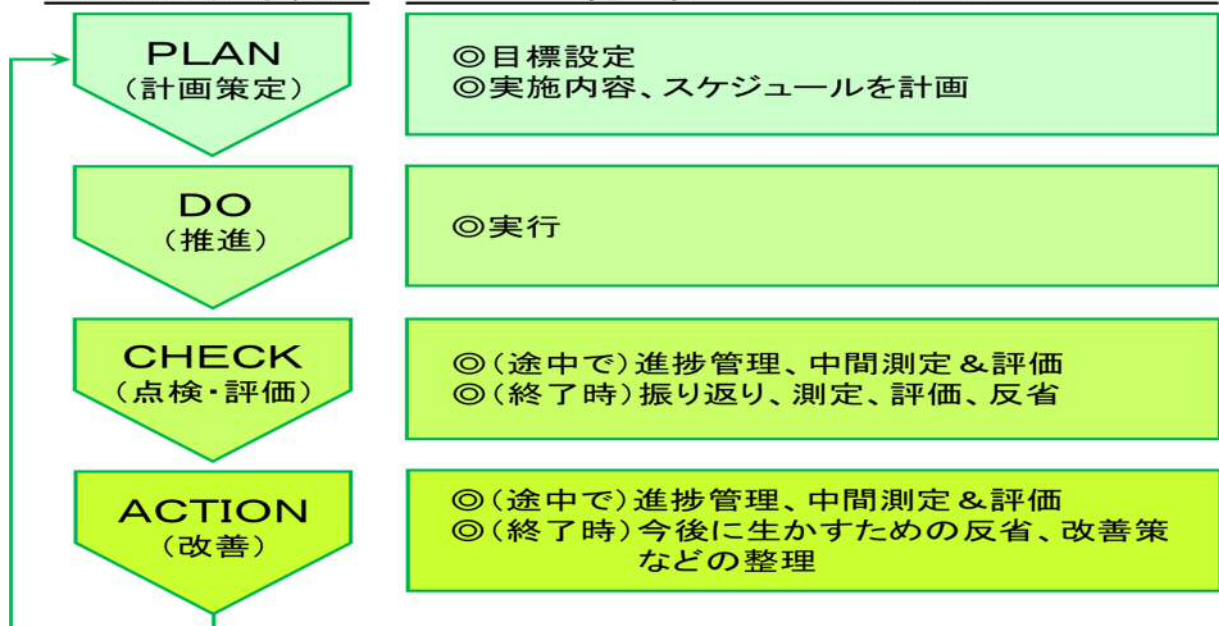 PLAN
(計画策定)
◎目標設定
◎実施内容、スケジュールを計画
DO
(推進)
◎実行
CHECK
(点検・評価)
◎(途中で)進捗管理、中間測定&評価
◎(終了時)振り返り、測定、評価、反省
ACTION
(改善)
◎(途中で)進捗管理、中間測定&評価
◎(終了時)今後に生かすための反省、改善策
などの整理